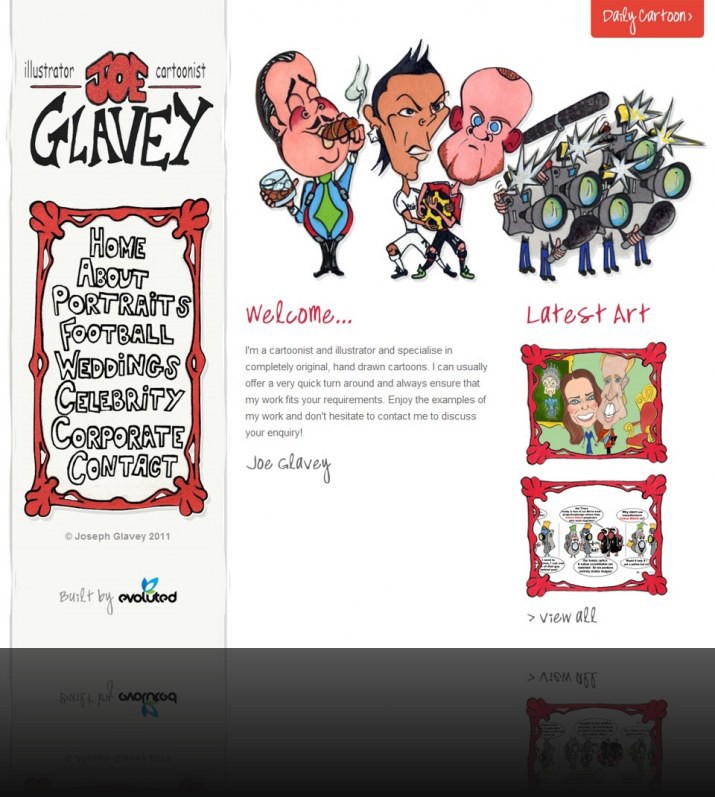 Daily Cartoon >
illustrator JOE cartoonist
GLAVEY
HOME
ABOUT
PORTRAITS
FOOTBALL
WEDDINGS
CELEBRITY
CORPORATE
CONTACT
© Joseph Glavey 2011
Built by evoluted
Welcome...
I'm a cartoonist and illustrator and specialise in
completely original, hand drawn cartoons. I can usually
offer a very quick turn around and always ensure that
my work fits your requirements. Enjoy the examples of
my work and don't hesitate to contact me to discuss
your enquiry!
Joe Glavey
Latest Art
> view all